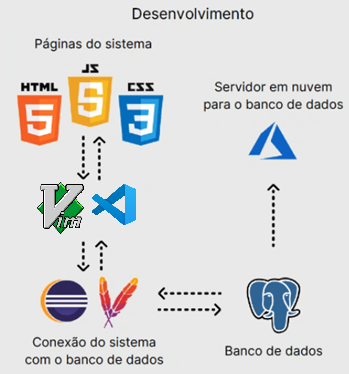 Desenvolvimento
Páginas do sistema
JS
HTML
CSS
5
5
3
Servidor em nuvem
para o banco de dados
Vim
Conexão do sistema
com o banco de dados
Banco de dados